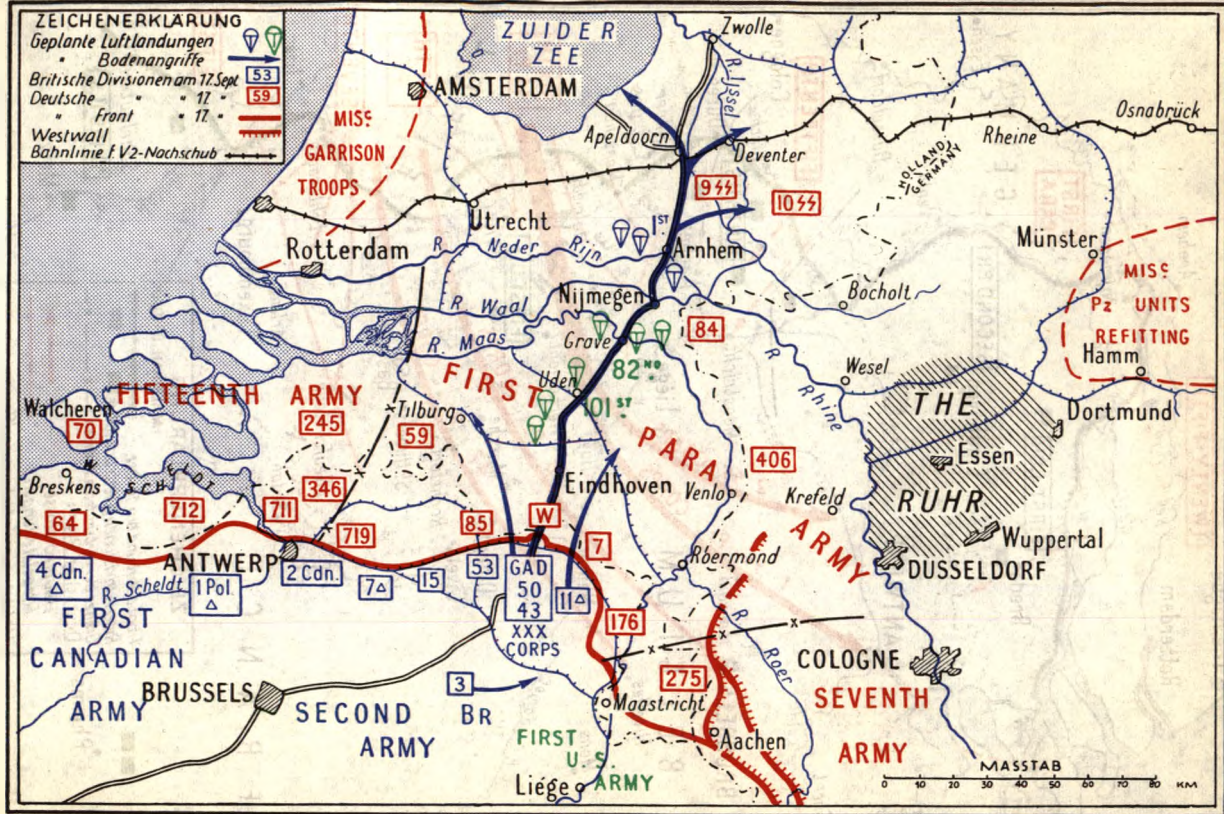 ZEICHENERKLÄRUNG
Geplante Luftlandungen
" Bodenangriffe
Britische Divisionen am 17. Sept. 53
Deutsche " " 17. " 59
" Front " 17. "
Westwall
Bahnlinie f. V2-Nachschub
ZUIDER
ZEE
Zwolle
R. IJssel
AMSTERDAM
MISC
GARRISON
TROOPS
Apeldoorn
Deventer
Rheine
Osnabrück
HOLLAND
GERMANY
9 SS
10 SS
Utrecht
1ST
Rotterdam
R. Neder Rijn
Arnhem
Münster
MISC
Pz UNITS
REFITTING
Hamm
R. Waal
Nijmegen
Bocholt
R. Maas
Grave
84
82ND
R. Rhine
Wesel
FIFTEENTH ARMY
FIRST
PARA
ARMY
Uden
101ST
Walcheren
70
245
Tilburg
59
THE
RUHR
Dortmund
Essen
Wuppertal
406
W. SCHELDT
Breskens
346
Eindhoven
Venlo
Krefeld
64
712
711
719
85
W
7
ANTWERP
Rbermond
DUSSELDORF
4 Cdn.
R. Scheldt
1 Pol.
2 Cdn.
7
15
53
GAD
50
43
XXX
CORPS
11
176
R. Roer
FIRST
CANADIAN
ARMY
BRUSSELS
SECOND
ARMY
3 BR
275
COLOGNE
SEVENTH
ARMY
Maastricht
Aachen
FIRST
U.S.
ARMY
Liége
MASSTAB
0 10 20 30 40 50 60 70 80 KM